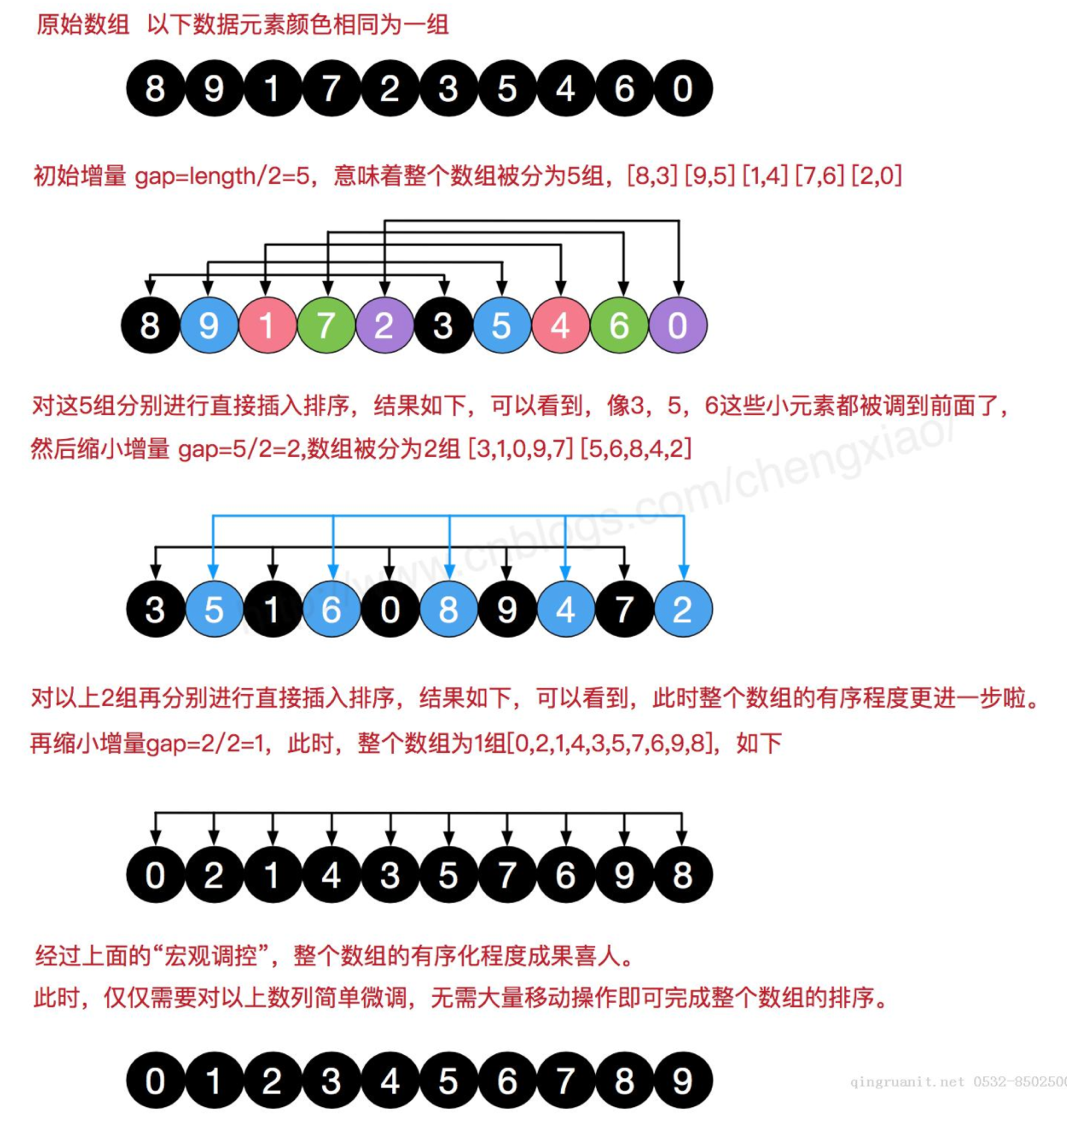 原始数组 以下数据元素颜色相同为一组
8 9 1 7 2 3 5 4 6 0
初始增量 gap=length/2=5，意味着整个数组被分为5组，[8,3] [9,5] [1,4] [7,6] [2,0]
8 9 1 7 2 3 5 4 6 0
对这5组分别进行直接插入排序，结果如下，可以看到，像3，5，6这些小元素都被调到前面了，
然后缩小增量 gap=5/2=2,数组被分为2组 [3,1,0,9,7] [5,6,8,4,2]
http://www.cnblogs.com/chengxiao/
3 5 1 6 0 8 9 4 7 2
对以上2组再分别进行直接插入排序，结果如下，可以看到，此时整个数组的有序程度更进一步啦。
再缩小增量gap=2/2=1，此时，整个数组为1组[0,2,1,4,3,5,7,6,9,8]，如下
0 2 1 4 3 5 7 6 9 8
经过上面的“宏观调控”，整个数组的有序化程度成果喜人。
此时，仅仅需要对以上数列简单微调，无需大量移动操作即可完成整个数组的排序。
0 1 2 3 4 5 6 7 8 9
qingruanit.net 0532-8502500